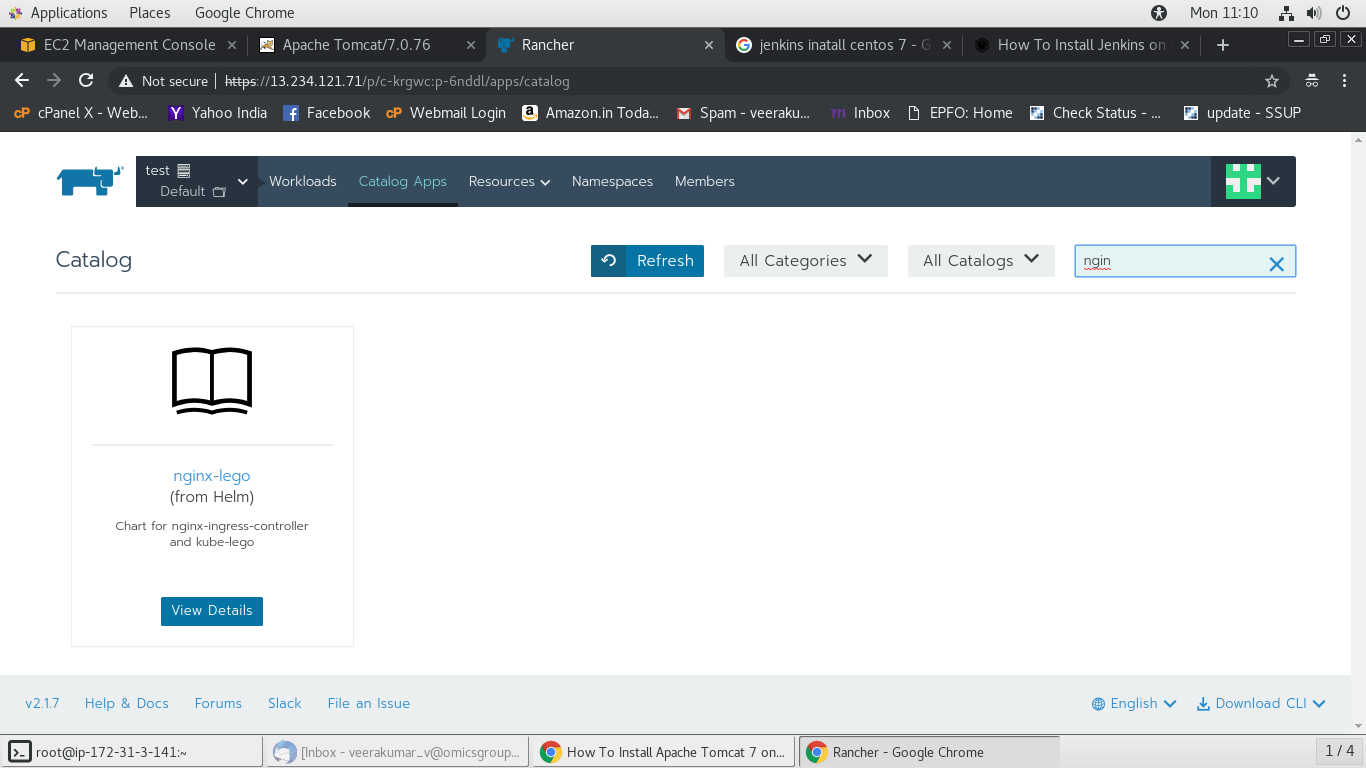 Applications Places Google Chrome Mon 11:10
EC2 Management Console Apache Tomcat/7.0.76 Rancher jenkins inatall centos 7 - G How To Install Jenkins on
Not secure https://13.234.121.71/p/c-krgwc:p-6nddl/apps/catalog
cP cPanel X - Web... Yahoo India Facebook cP Webmail Login Amazon.in Toda... Spam - veeraku... m Inbox EPFO: Home Check Status - ... update - SSUP
test
Default
Workloads Catalog Apps Resources Namespaces Members
Catalog Refresh All Categories All Catalogs ngin
nginx-lego
(from Helm)
Chart for nginx-ingress-controller
and kube-lego
View Details
v2.1.7 Help & Docs Forums Slack File an Issue English Download CLI
root@ip-172-31-3-141:~ [Inbox - veerakumar_v@omicsgroup... How To Install Apache Tomcat 7 on... Rancher - Google Chrome 1 / 4